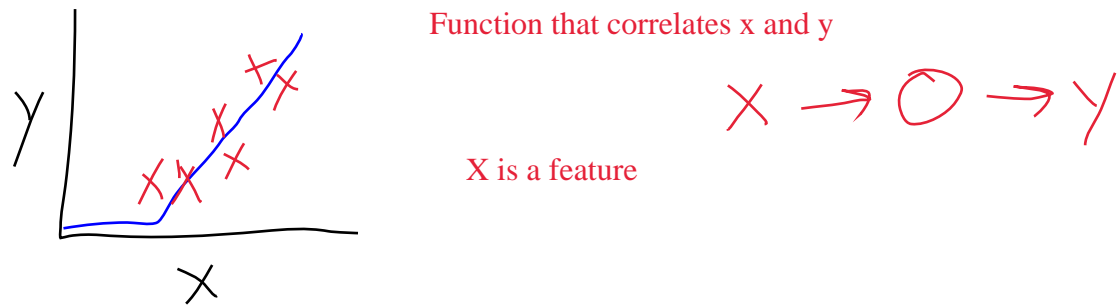 Function that correlates x and y
Y
X → O → Y
X is a feature
X